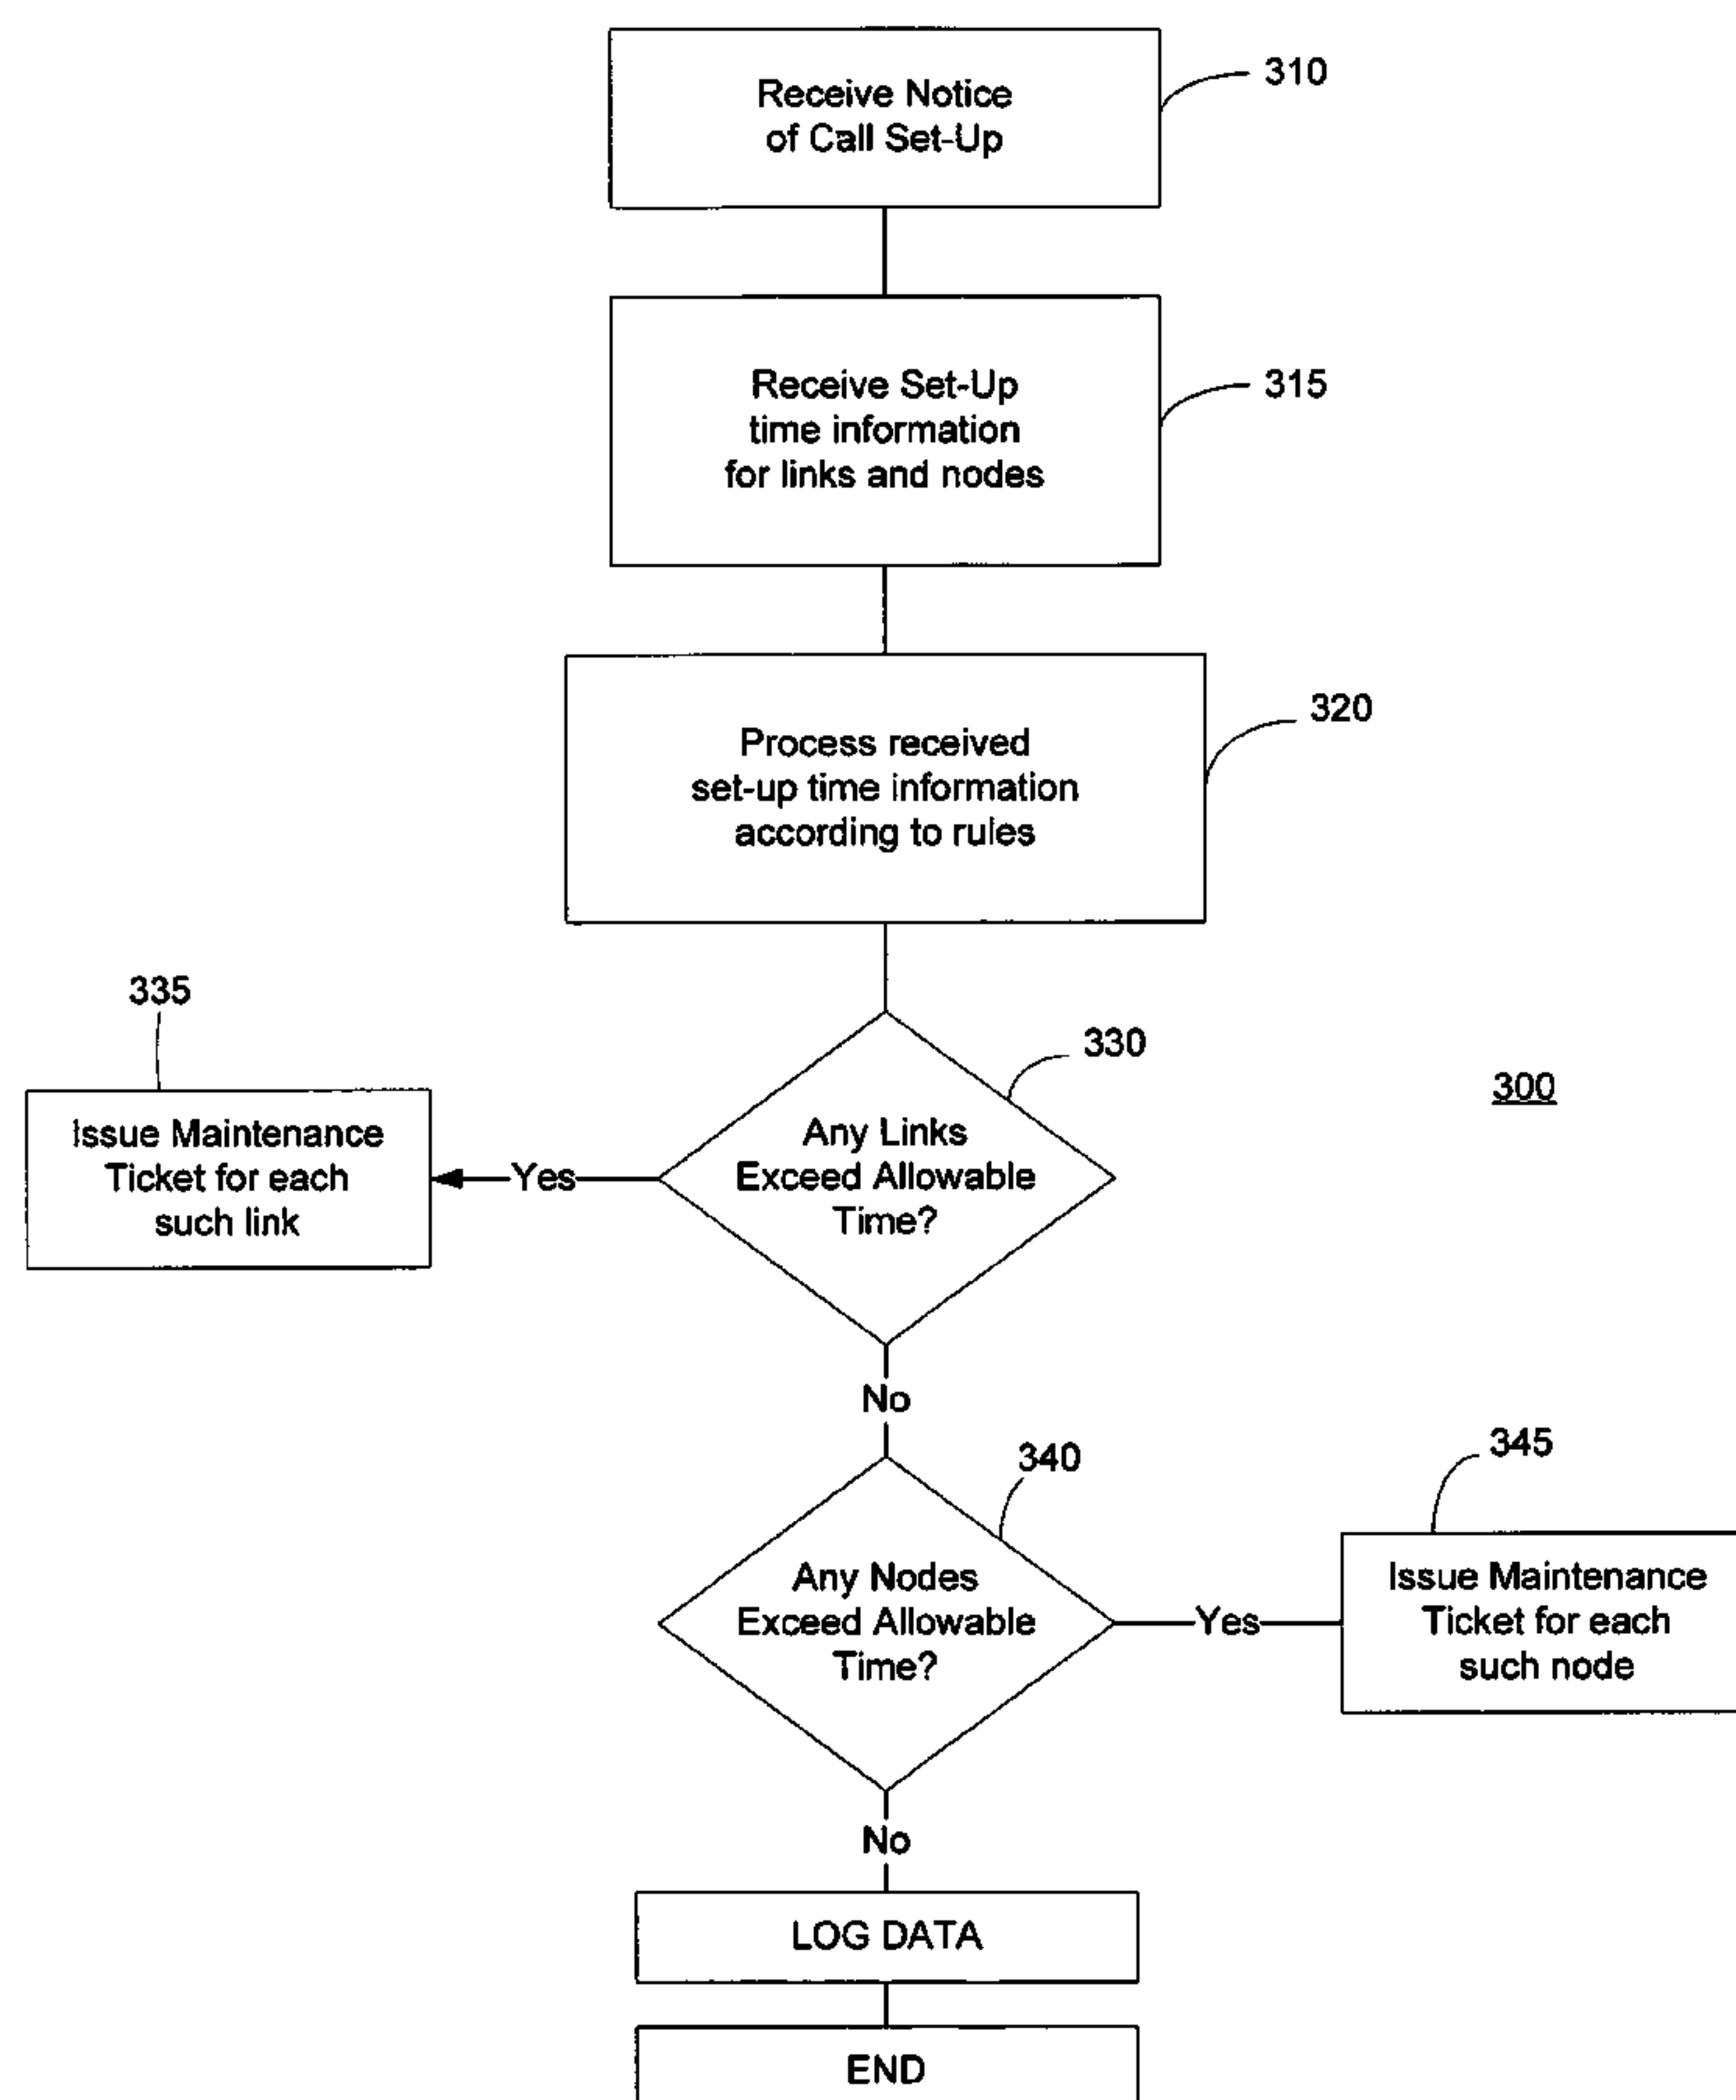 Receive Notice
of Call Set-Up
310
Receive Set-Up
time information
for links and nodes
315
Process received
set-up time information
according to rules
320
335
Issue Maintenance
Ticket for each
such link
Yes
Any Links
Exceed Allowable
Time?
330
300
No
340
Any Nodes
Exceed Allowable
Time?
Yes
345
Issue Maintenance
Ticket for each
such node
No
LOG DATA
END